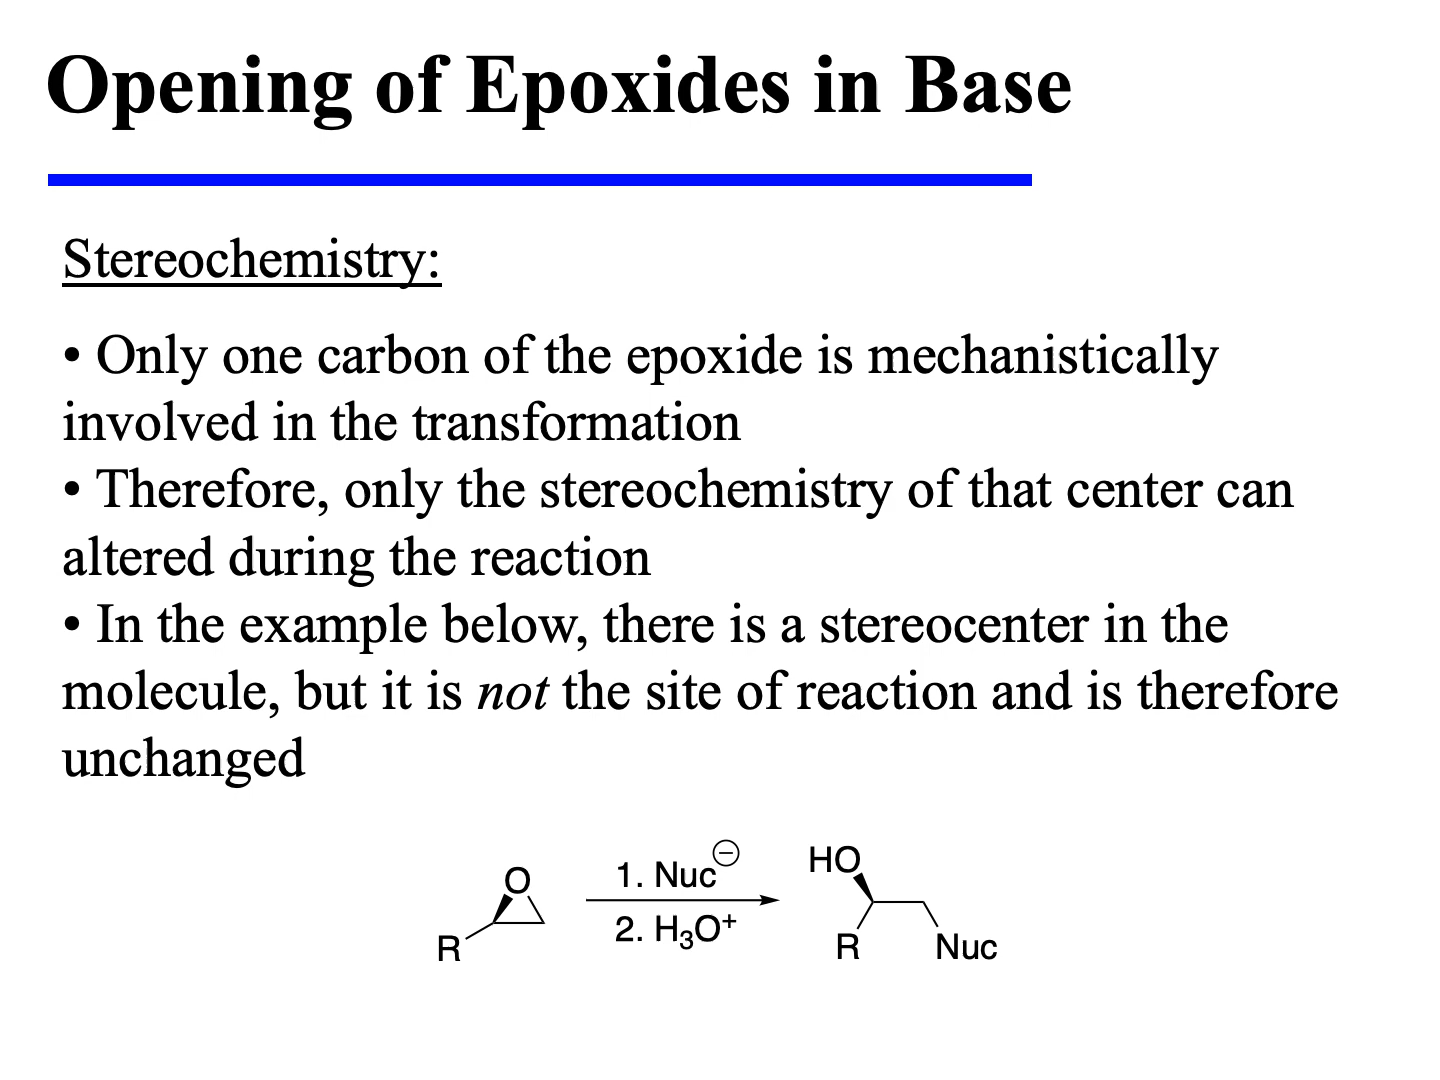 Opening of Epoxides in Base
Stereochemistry:
• Only one carbon of the epoxide is mechanistically
involved in the transformation
• Therefore, only the stereochemistry of that center can
altered during the reaction
• In the example below, there is a stereocenter in the
molecule, but it is not the site of reaction and is therefore
unchanged
O
R
1. Nuc⊖
2. H₃O⁺
HO
R
Nuc